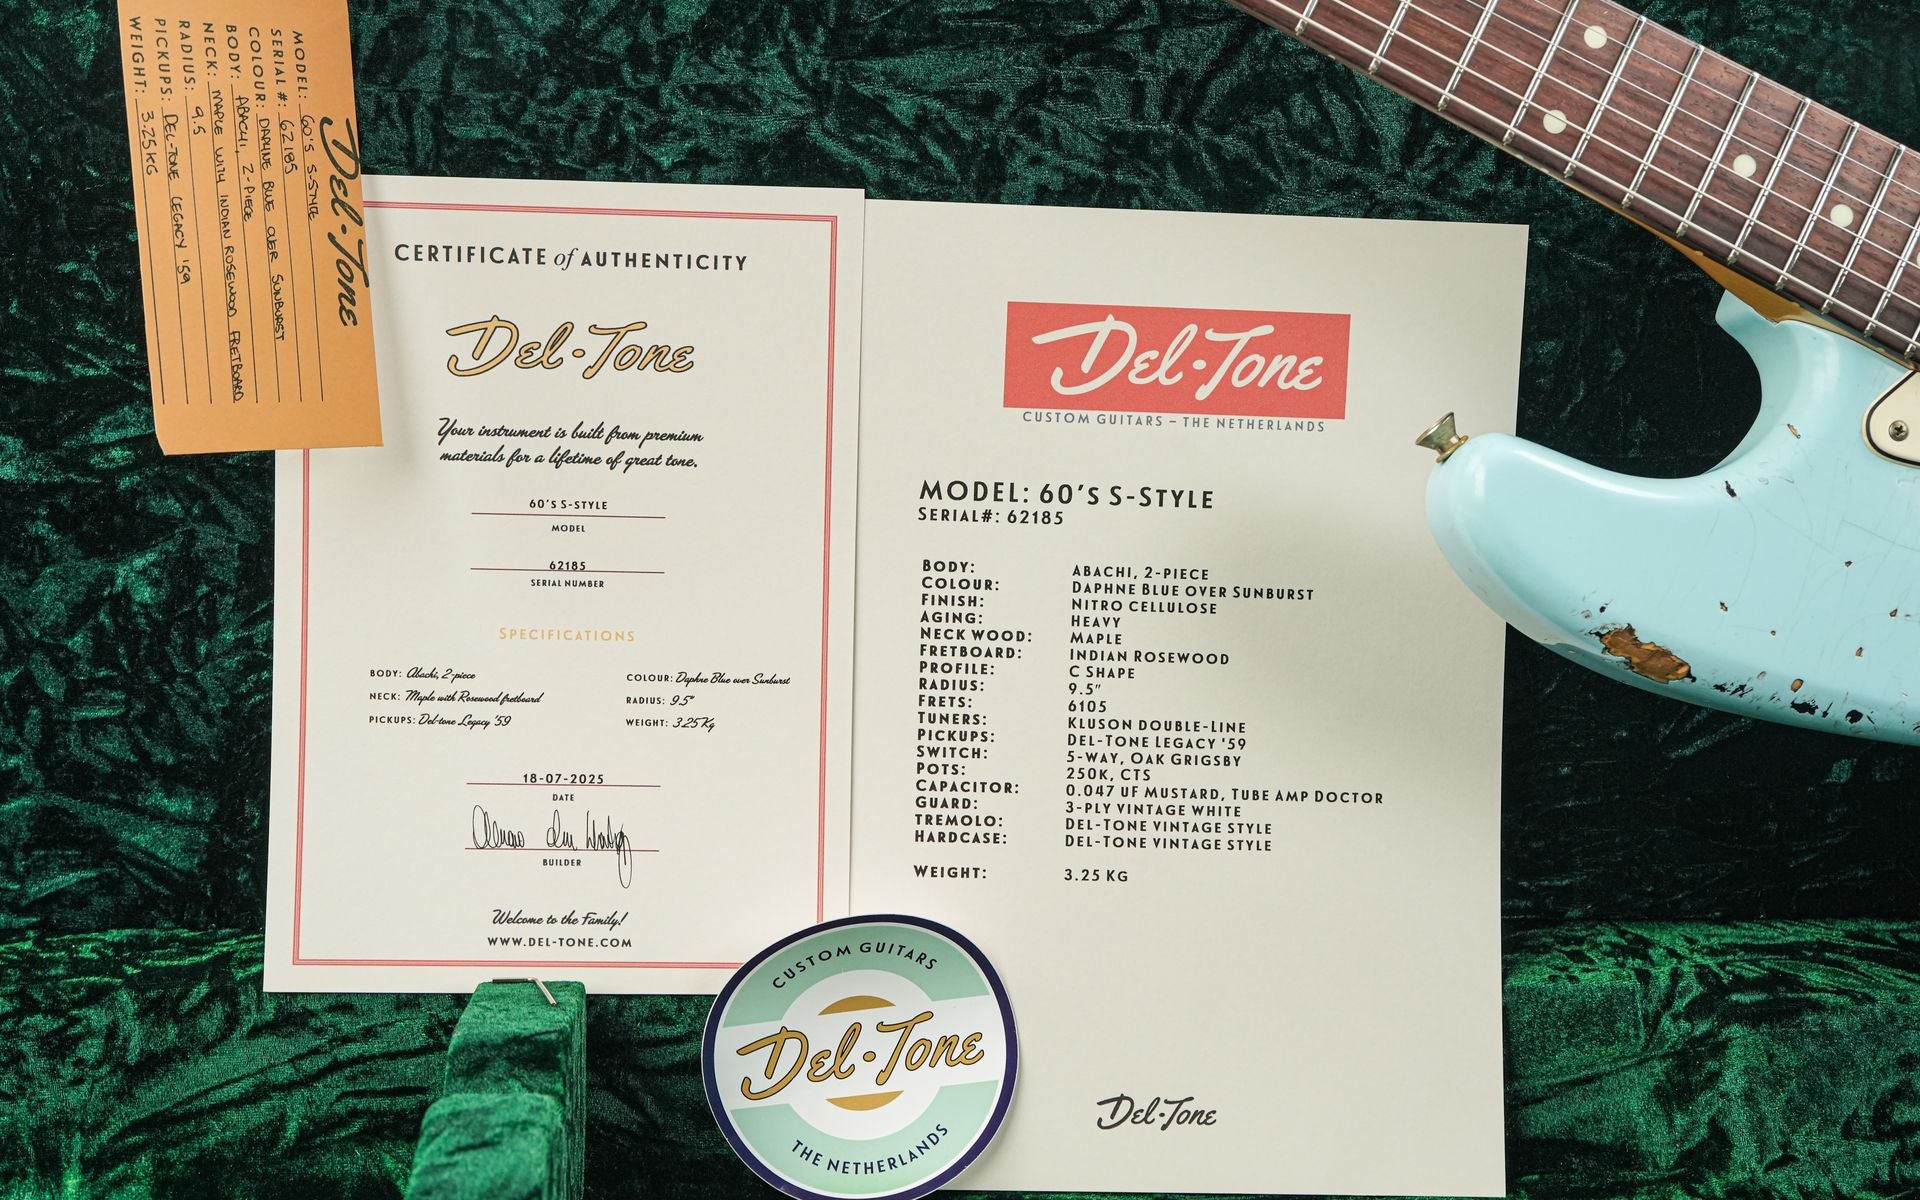 Del-Tone
MODEL: 60's S-STYLE
SERIAL #: 62185
COLOUR: DAPHNE BLUE OVER SUNBURST
BODY: ABACHI, 2-PIECE
NECK: MAPLE WITH INDIAN ROSEWOOD FRETBOARD
RADIUS: 9.5
PICKUPS: DEL-TONE LEGACY '59
WEIGHT: 3.25KG
CERTIFICATE of AUTHENTICITY
Del-Tone
Your instrument is built from premium
materials for a lifetime of great tone.
60's S-STYLE
MODEL
62185
SERIAL NUMBER
SPECIFICATIONS
BODY: Abachi, 2-piece COLOUR: Daphne Blue over Sunburst
NECK: Maple with Rosewood fretboard RADIUS: 9.5"
PICKUPS: Del-tone Legacy '59 WEIGHT: 3.25 Kg
18-07-2025
DATE
BUILDER
Welcome to the Family!
WWW.DEL-TONE.COM
Del-Tone
CUSTOM GUITARS – THE NETHERLANDS
MODEL: 60's S-STYLE
SERIAL#: 62185
BODY: ABACHI, 2-PIECE
COLOUR: DAPHNE BLUE OVER SUNBURST
FINISH: NITRO CELLULOSE
AGING: HEAVY
NECK WOOD: MAPLE
FRETBOARD: INDIAN ROSEWOOD
PROFILE: C SHAPE
RADIUS: 9.5"
FRETS: 6105
TUNERS: KLUSON DOUBLE-LINE
PICKUPS: DEL-TONE LEGACY '59
SWITCH: 5-WAY, OAK GRIGSBY
POTS: 250K, CTS
CAPACITOR: 0.047 UF MUSTARD, TUBE AMP DOCTOR
GUARD: 3-PLY VINTAGE WHITE
TREMOLO: DEL-TONE VINTAGE STYLE
HARDCASE: DEL-TONE VINTAGE STYLE
WEIGHT: 3.25 KG
Del-Tone
CUSTOM GUITARS
Del-Tone
THE NETHERLANDS